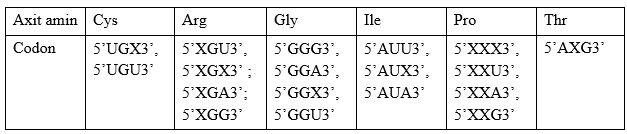 Axit amin Cys Arg Gly Ile Pro Thr
Codon 5’UGX3’, 5’XGU3’, 5’GGG3’, 5’AUU3’, 5’XXX3’, 5’AXG3’
5’UGU3’ 5’XGX3’ ; 5’GGA3’, 5’AUX3’, 5’XXU3’,
5’XGA3’; 5’GGX3’, 5’AUA3’ 5’XXA3’,
5’XGG3’ 5’GGU3’ 5’XXG3’